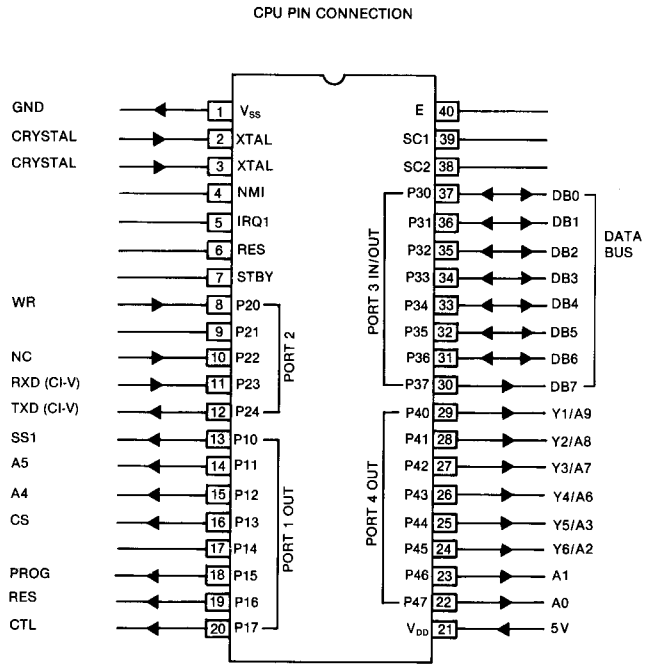 CPU PIN CONNECTION
GND 1 Vss E 40
CRYSTAL 2 XTAL SC1 39
CRYSTAL 3 XTAL SC2 38
4 NMI P30 37 DB0
5 IRQ1 P31 36 DB1
6 RES P32 35 DB2
7 STBY P33 34 DB3
WR 8 P20 P34 33 DB4
9 P21 P35 32 DB5
NC 10 P22 P36 31 DB6
RXD (CI-V) 11 P23 P37 30 DB7
TXD (CI-V) 12 P24 P40 29 Y1/A9
SS1 13 P10 P41 28 Y2/A8
A5 14 P11 P42 27 Y3/A7
A4 15 P12 P43 26 Y4/A6
CS 16 P13 P44 25 Y5/A3
17 P14 P45 24 Y6/A2
PROG 18 P15 P46 23 A1
RES 19 P16 P47 22 A0
CTL 20 P17 VDD 21 5V
PORT 2
PORT 1 OUT
PORT 3 IN/OUT
PORT 4 OUT
DATA
BUS